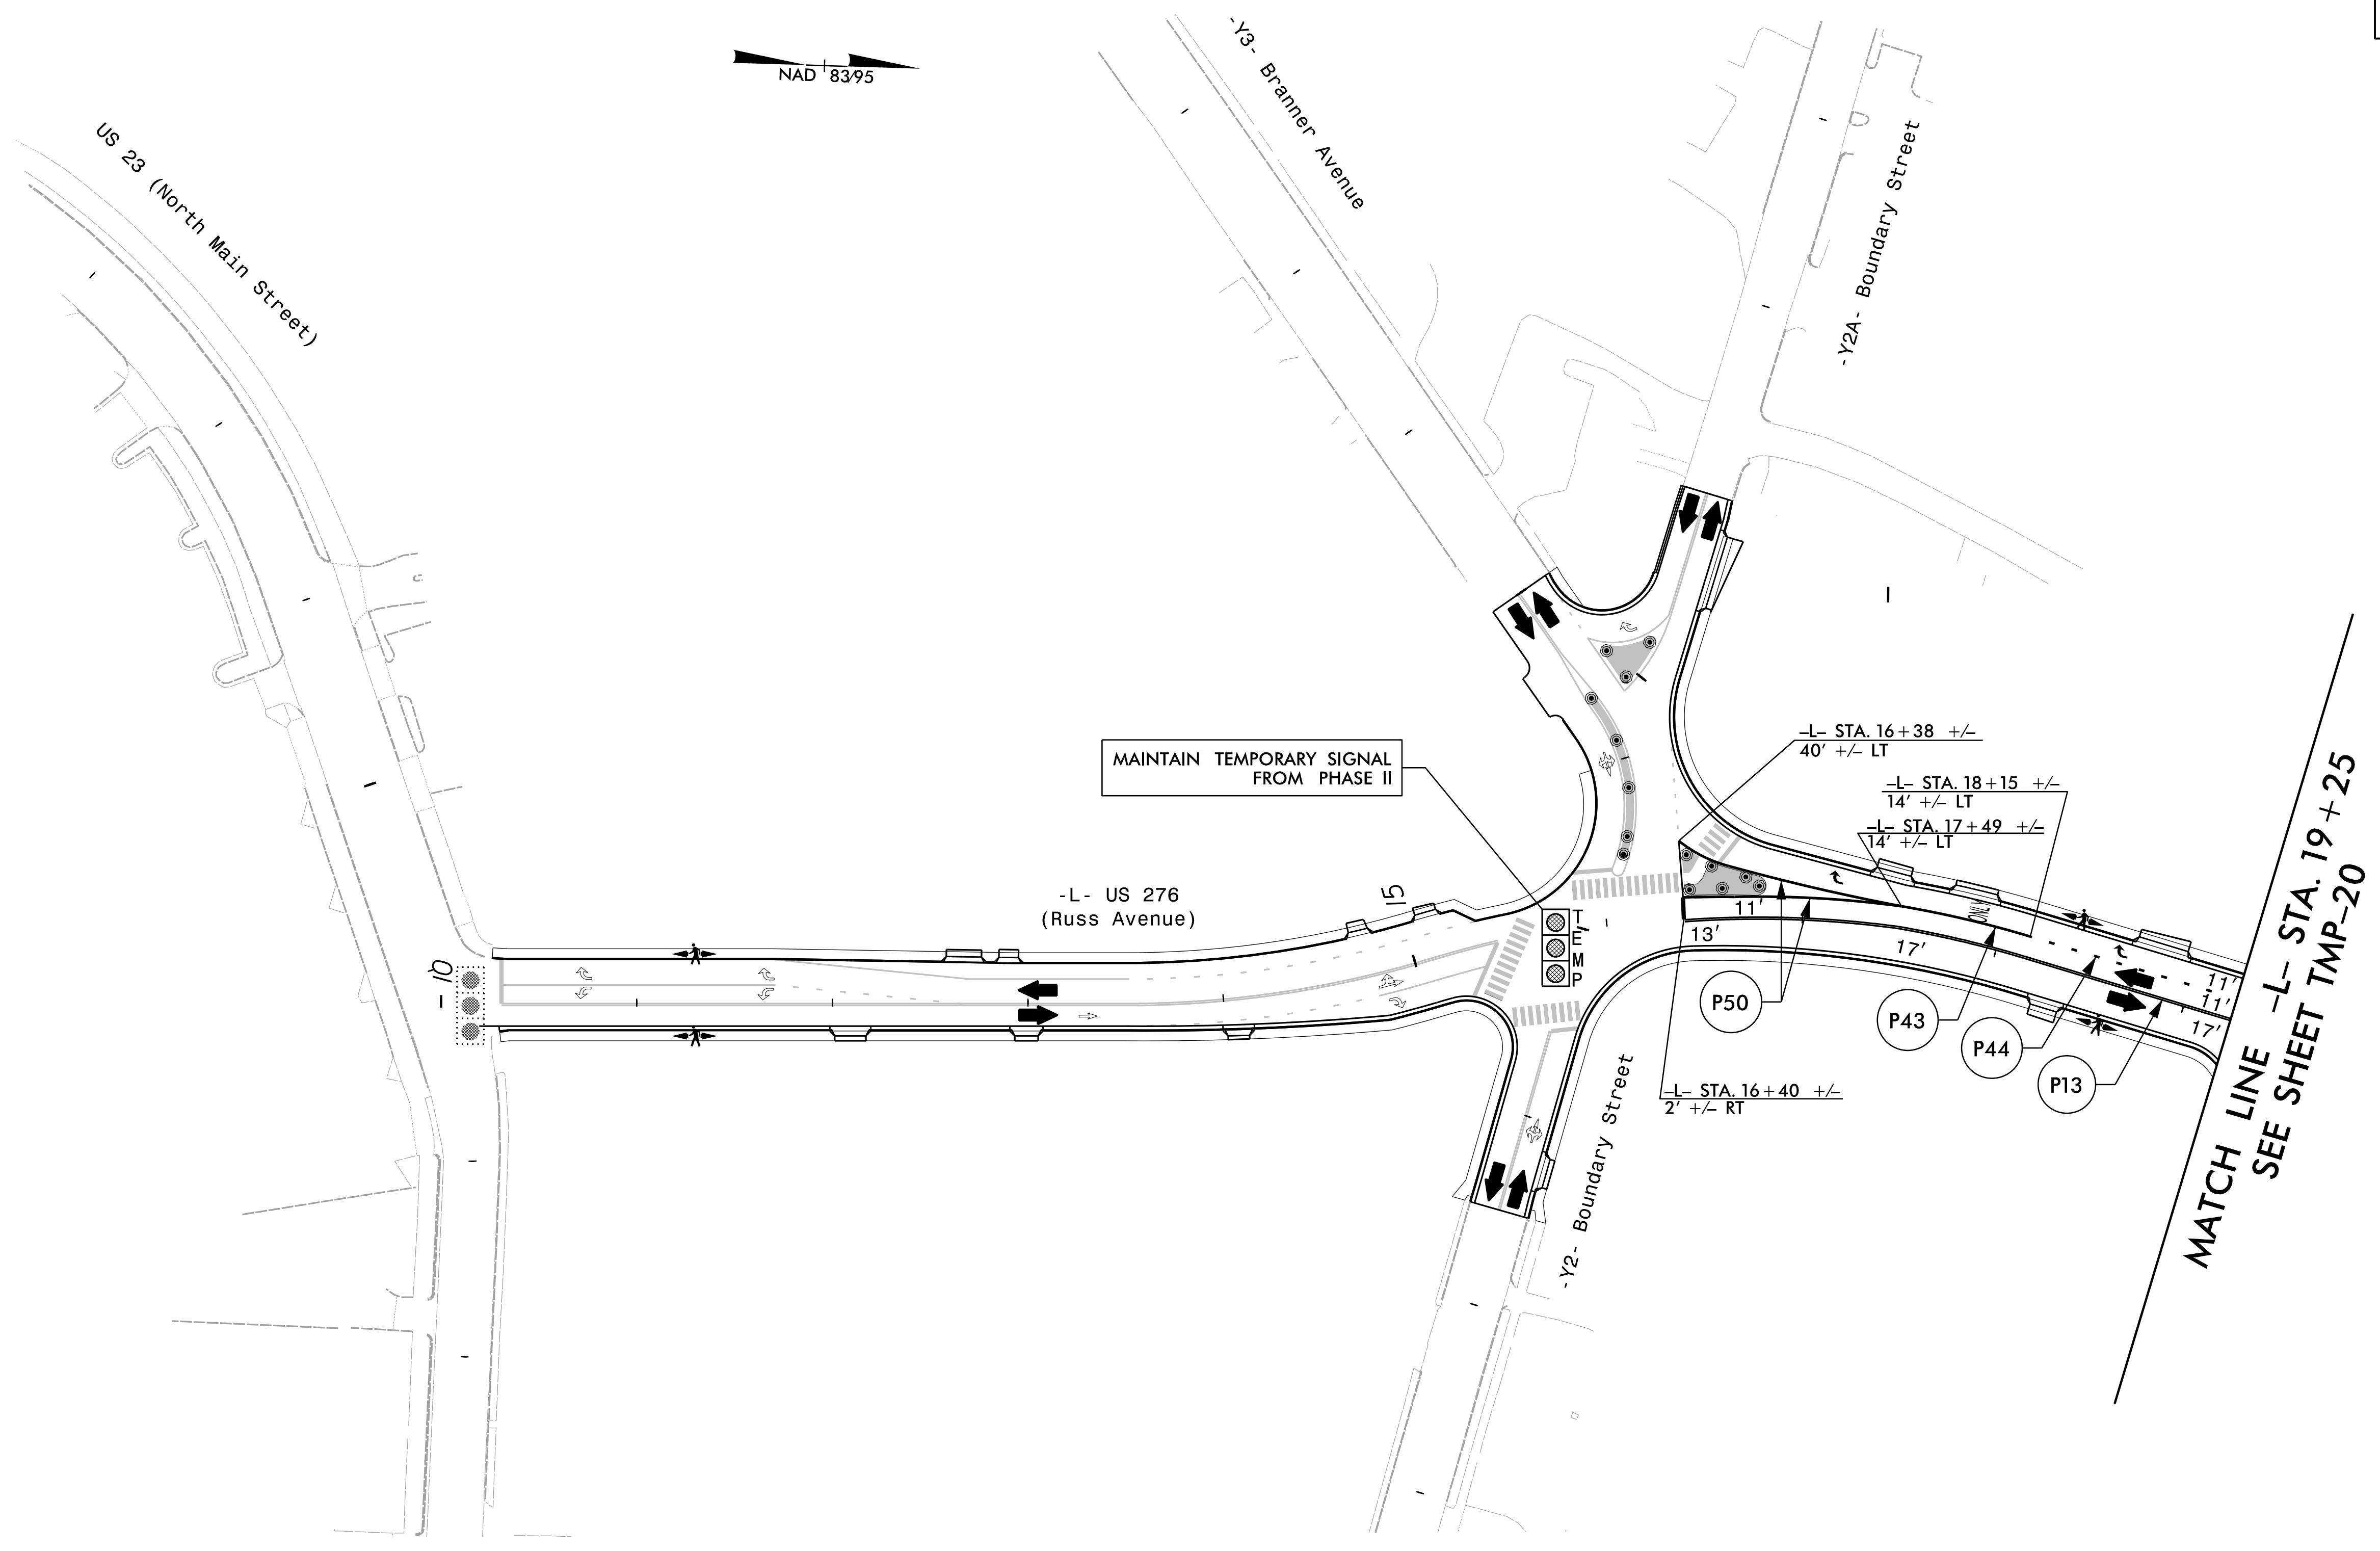 NAD 83/95
US 23 (North Main Street)
-Y3- Branner Avenue
-Y2A- Boundary Street
MAINTAIN TEMPORARY SIGNAL
FROM PHASE II
-L- STA. 16+38 +/-
40' +/- LT
-L- STA. 18+15 +/-
14' +/- LT
-L- STA. 17+49 +/-
14' +/- LT
-L- US 276
(Russ Avenue)
15
10
TEMP
11'
13'
17'
ONLY
11'
11'
17'
P50
P43
P44
P13
-L- STA. 16+40 +/-
2' +/- RT
-Y2- Boundary Street
MATCH LINE -L- STA. 19+25
SEE SHEET TMP-20